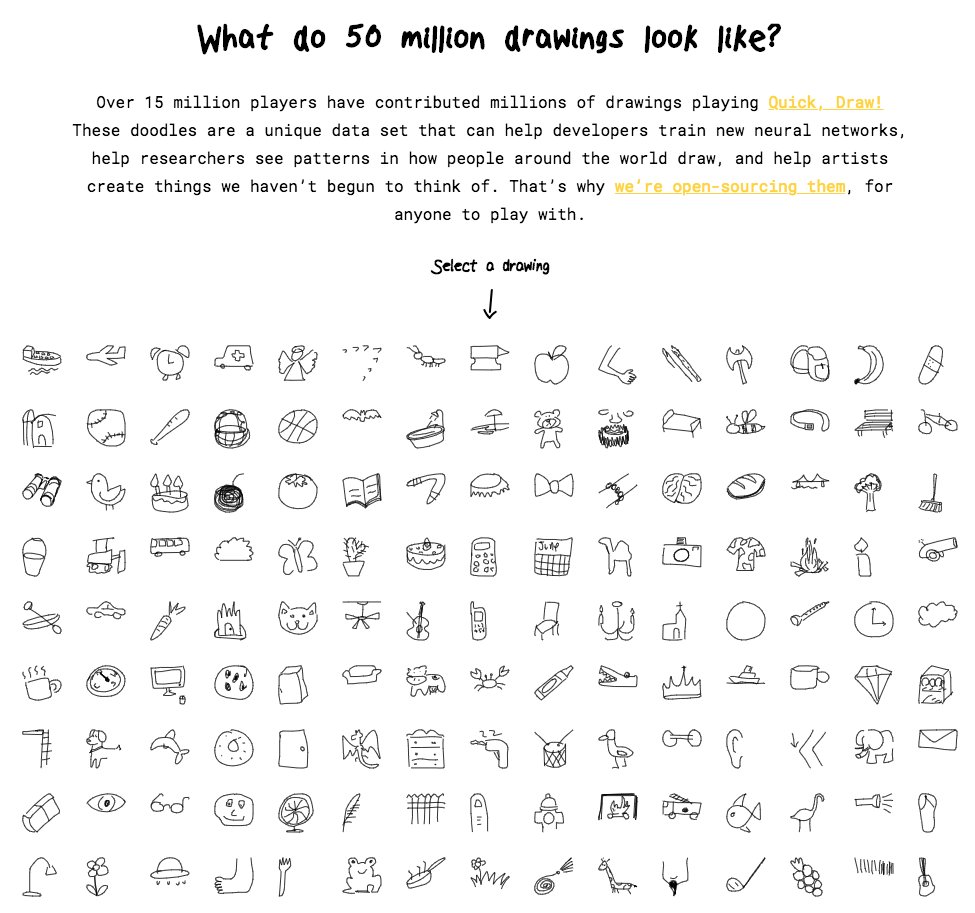 What do 50 million drawings look like?
Over 15 million players have contributed millions of drawings playing Quick, Draw!
These doodles are a unique data set that can help developers train new neural networks,
help researchers see patterns in how people around the world draw, and help artists
create things we haven't begun to think of. That's why we're open-sourcing them, for
anyone to play with.
Select a drawing